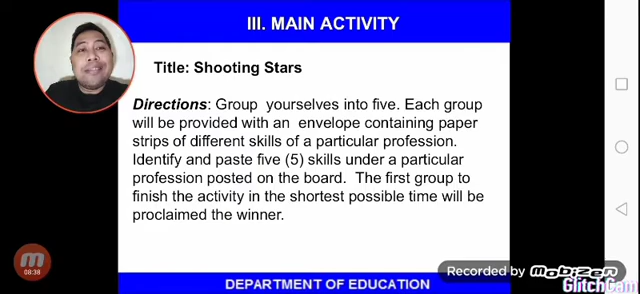 III. MAIN ACTIVITY
Title: Shooting Stars
Directions: Group yourselves into five. Each group
will be provided with an envelope containing paper
strips of different skills of a particular profession.
Identify and paste five (5) skills under a particular
profession posted on the board. The first group to
finish the activity in the shortest possible time will be
proclaimed the winner.
m
08:38
Recorded by mobizen
GlitchCam
DEPARTMENT OF EDUCATION